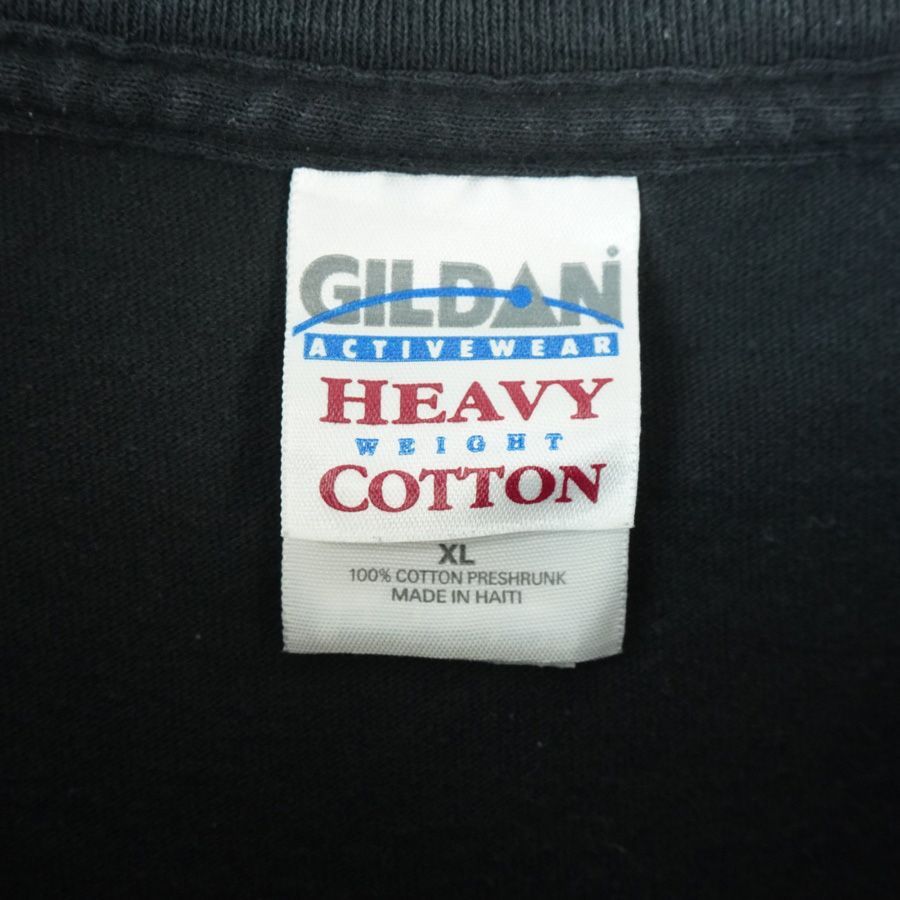 GILDAN
ACTIVEWEAR
HEAVY
WEIGHT
COTTON
XL
100% COTTON PRESHRUNK
MADE IN HAITI